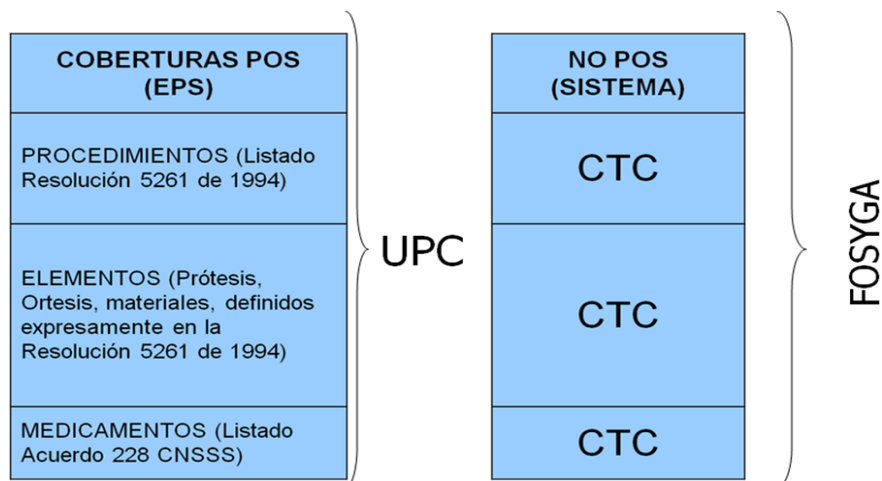 COBERTURAS POS
(EPS)
PROCEDIMIENTOS (Listado
Resolución 5261 de 1994)
ELEMENTOS (Prótesis,
Ortesis, materiales, definidos
expresamente en la
Resolución 5261 de 1994)
MEDICAMENTOS (Listado
Acuerdo 228 CNSSS)
UPC
NO POS
(SISTEMA)
CTC
CTC
CTC
FOSYGA